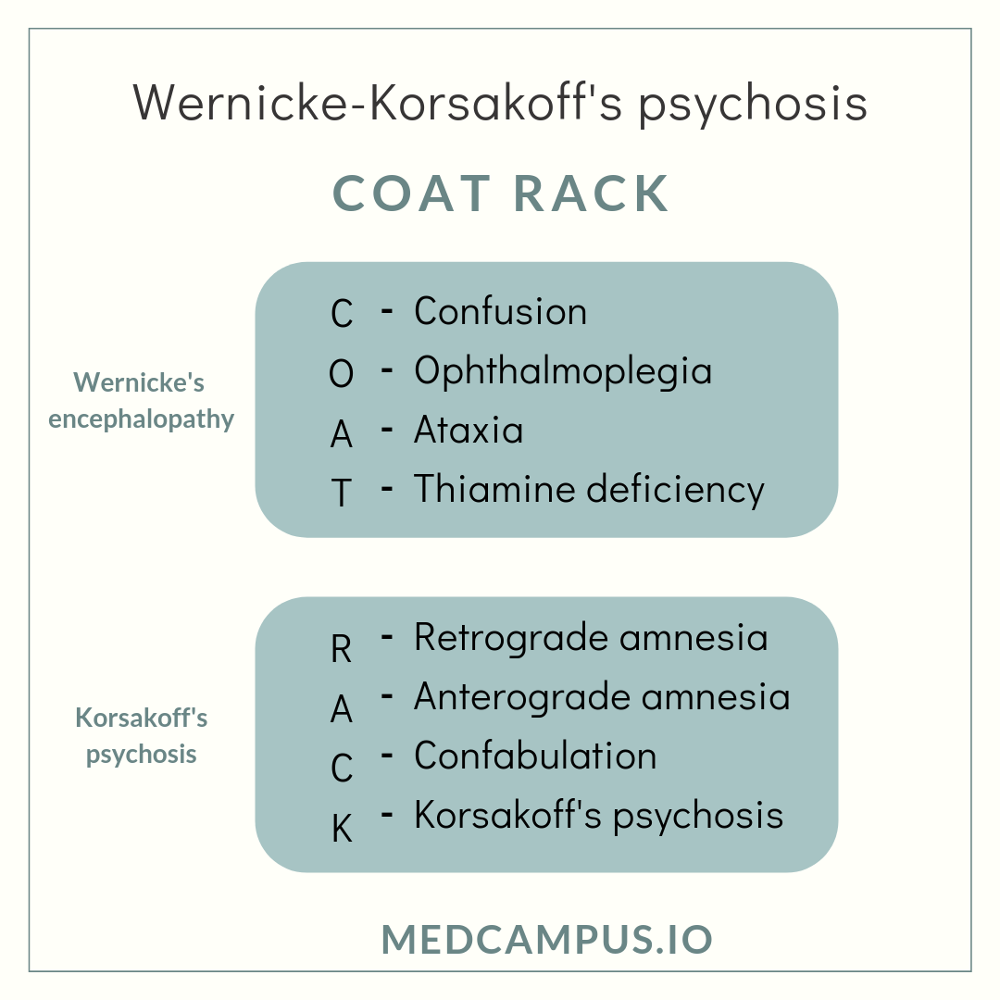 Wernicke-Korsakoff's psychosis
COAT RACK
Wernicke's
encephalopathy
C - Confusion
O - Ophthalmoplegia
A - Ataxia
T - Thiamine deficiency
Korsakoff's
psychosis
R - Retrograde amnesia
A - Anterograde amnesia
C - Confabulation
K - Korsakoff's psychosis
MEDCAMPUS.IO